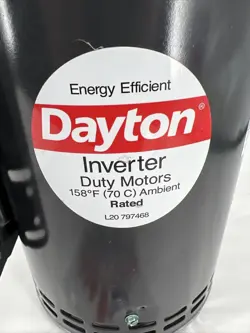 Energy Efficient
Dayton®
Inverter
Duty Motors
158°F (70 C) Ambient
Rated
L20 797468